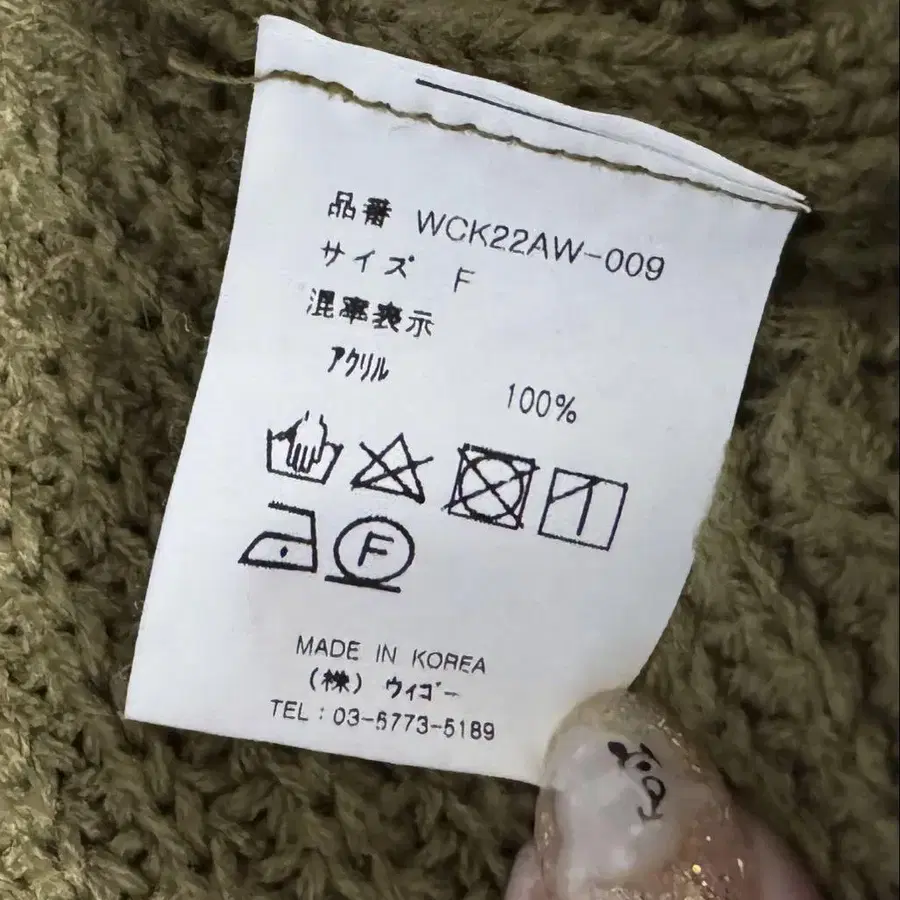 品番 WCK22AW-009
サイズ F
混率表示
アクリル 100%
F
MADE IN KOREA
(株) ウィゴー
TEL : 03-5773-5189